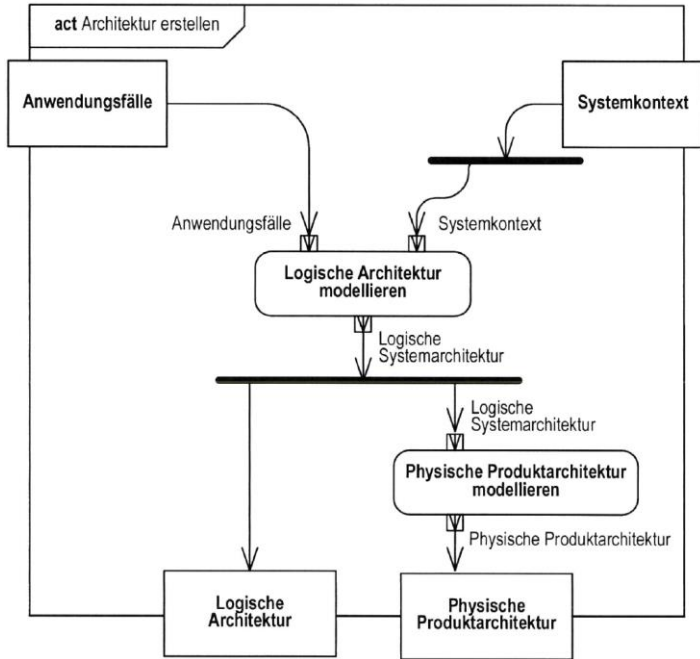 act Architektur erstellen
Anwendungsfälle
Systemkontext
Anwendungsfälle
Systemkontext
Logische Architektur
modellieren
Logische
Systemarchitektur
Logische
Systemarchitektur
Physische Produktarchitektur
modellieren
Physische Produktarchitektur
Logische
Architektur
Physische
Produktarchitektur